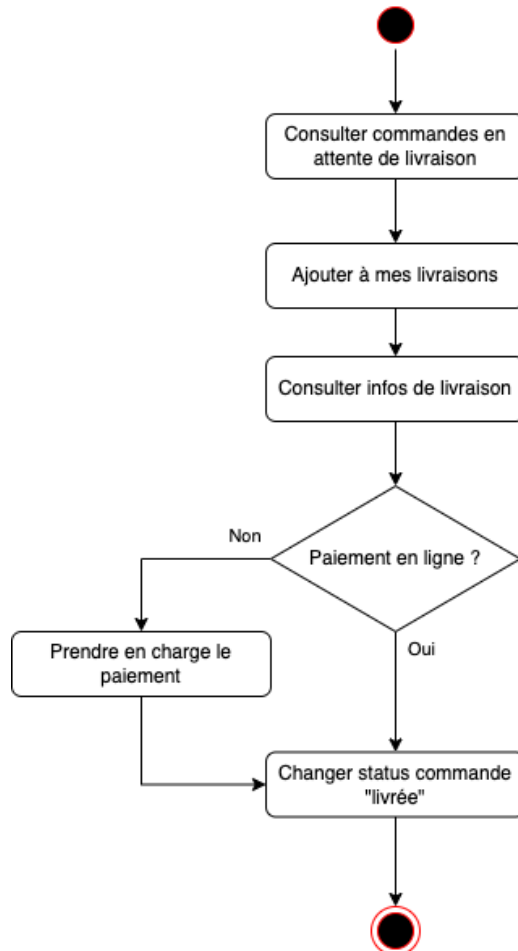 Consulter commandes en
attente de livraison
Ajouter à mes livraisons
Consulter infos de livraison
Non
Paiement en ligne ?
Prendre en charge le
paiement
Oui
Changer status commande
"livrée"